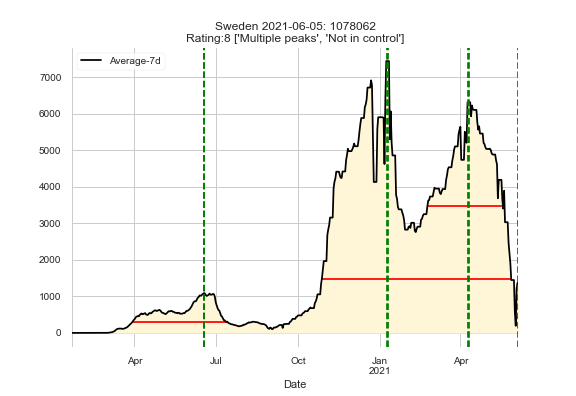 Sweden 2021-06-05: 1078062
Rating:8 ['Multiple peaks', 'Not in control']
Average-7d
7000
6000
5000
4000
3000
2000
1000
0
Apr
Jul
Oct
Jan
2021
Apr
Date